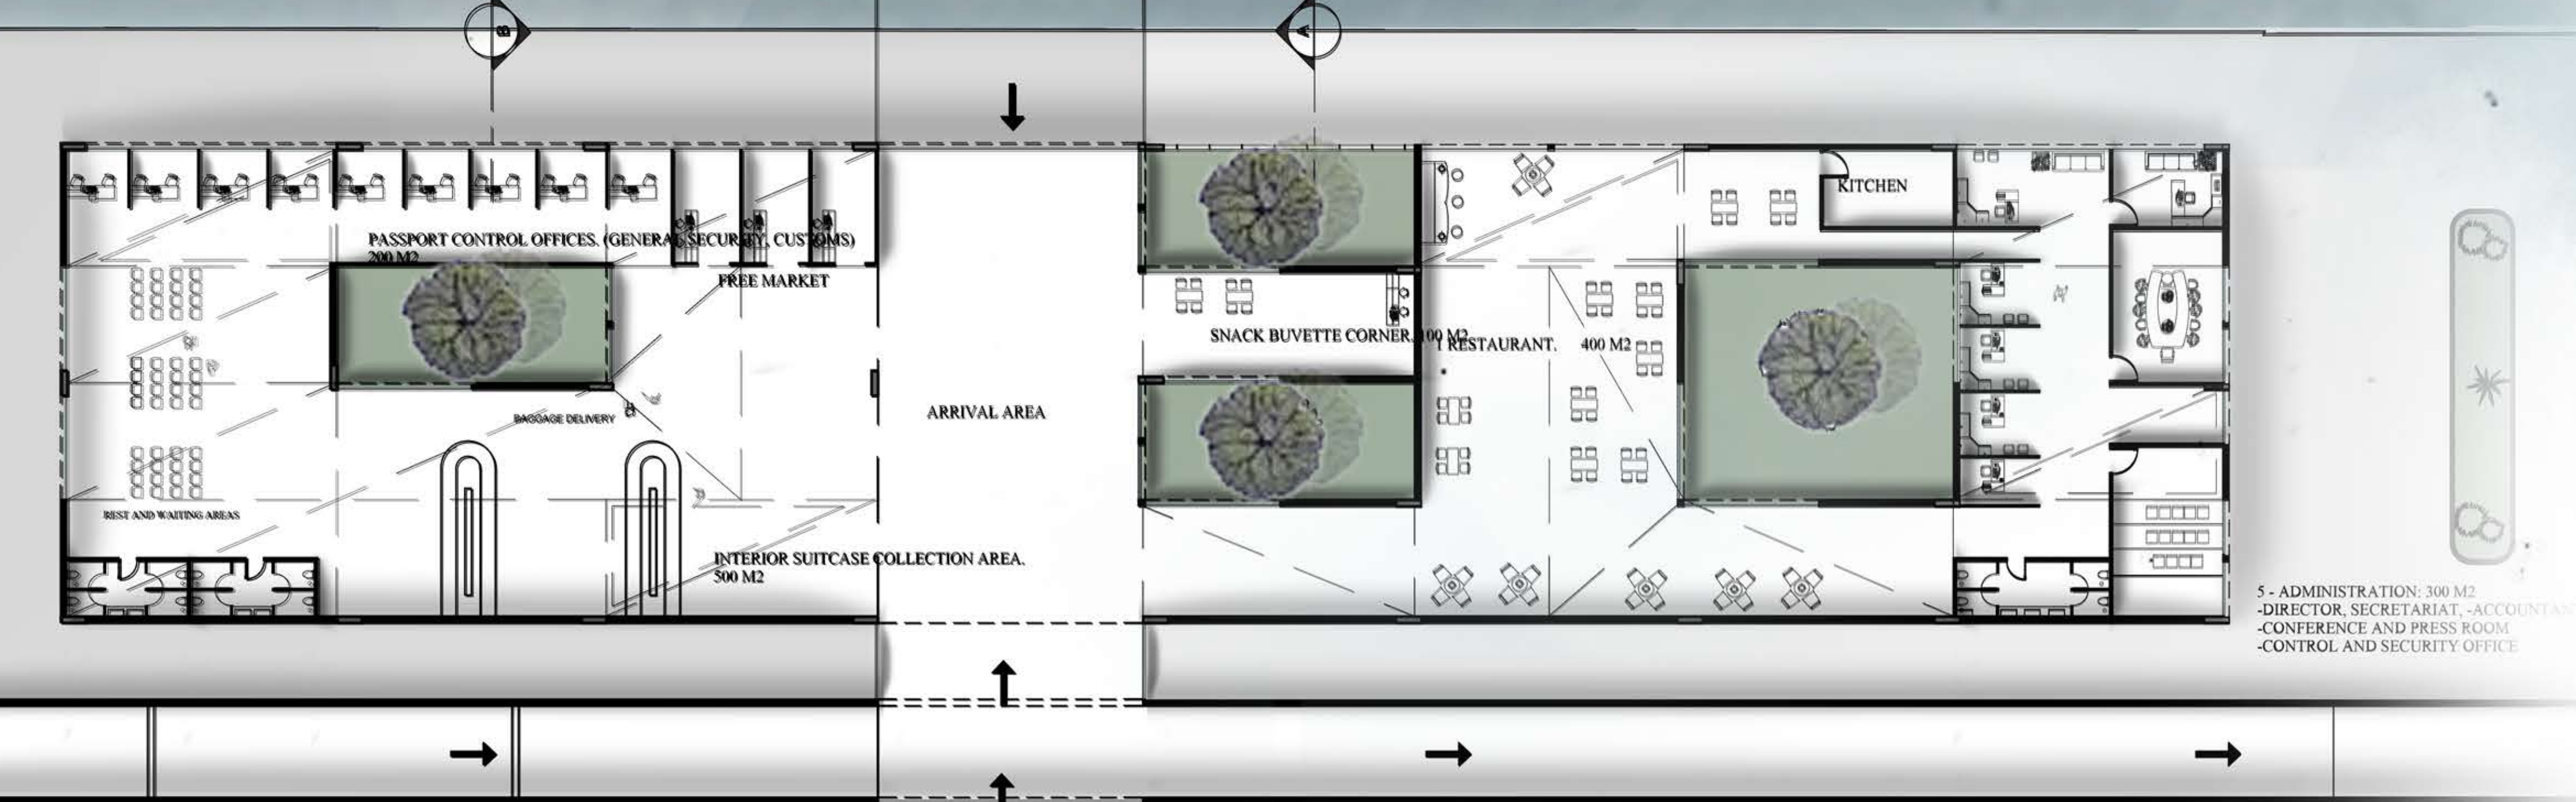 B
A
PASSPORT CONTROL OFFICES. (GENERAL SECURITY, CUSTOMS)
200 M2
FREE MARKET
KITCHEN
SNACK BUVETTE CORNER. 100 M2
RESTAURANT. 400 M2
ARRIVAL AREA
BAGGAGE DELIVERY
REST AND WAITING AREAS
INTERIOR SUITCASE COLLECTION AREA.
500 M2
5 - ADMINISTRATION: 300 M2
-DIRECTOR, SECRETARIAT, -ACCOUNTAN
-CONFERENCE AND PRESS ROOM
-CONTROL AND SECURITY OFFICE